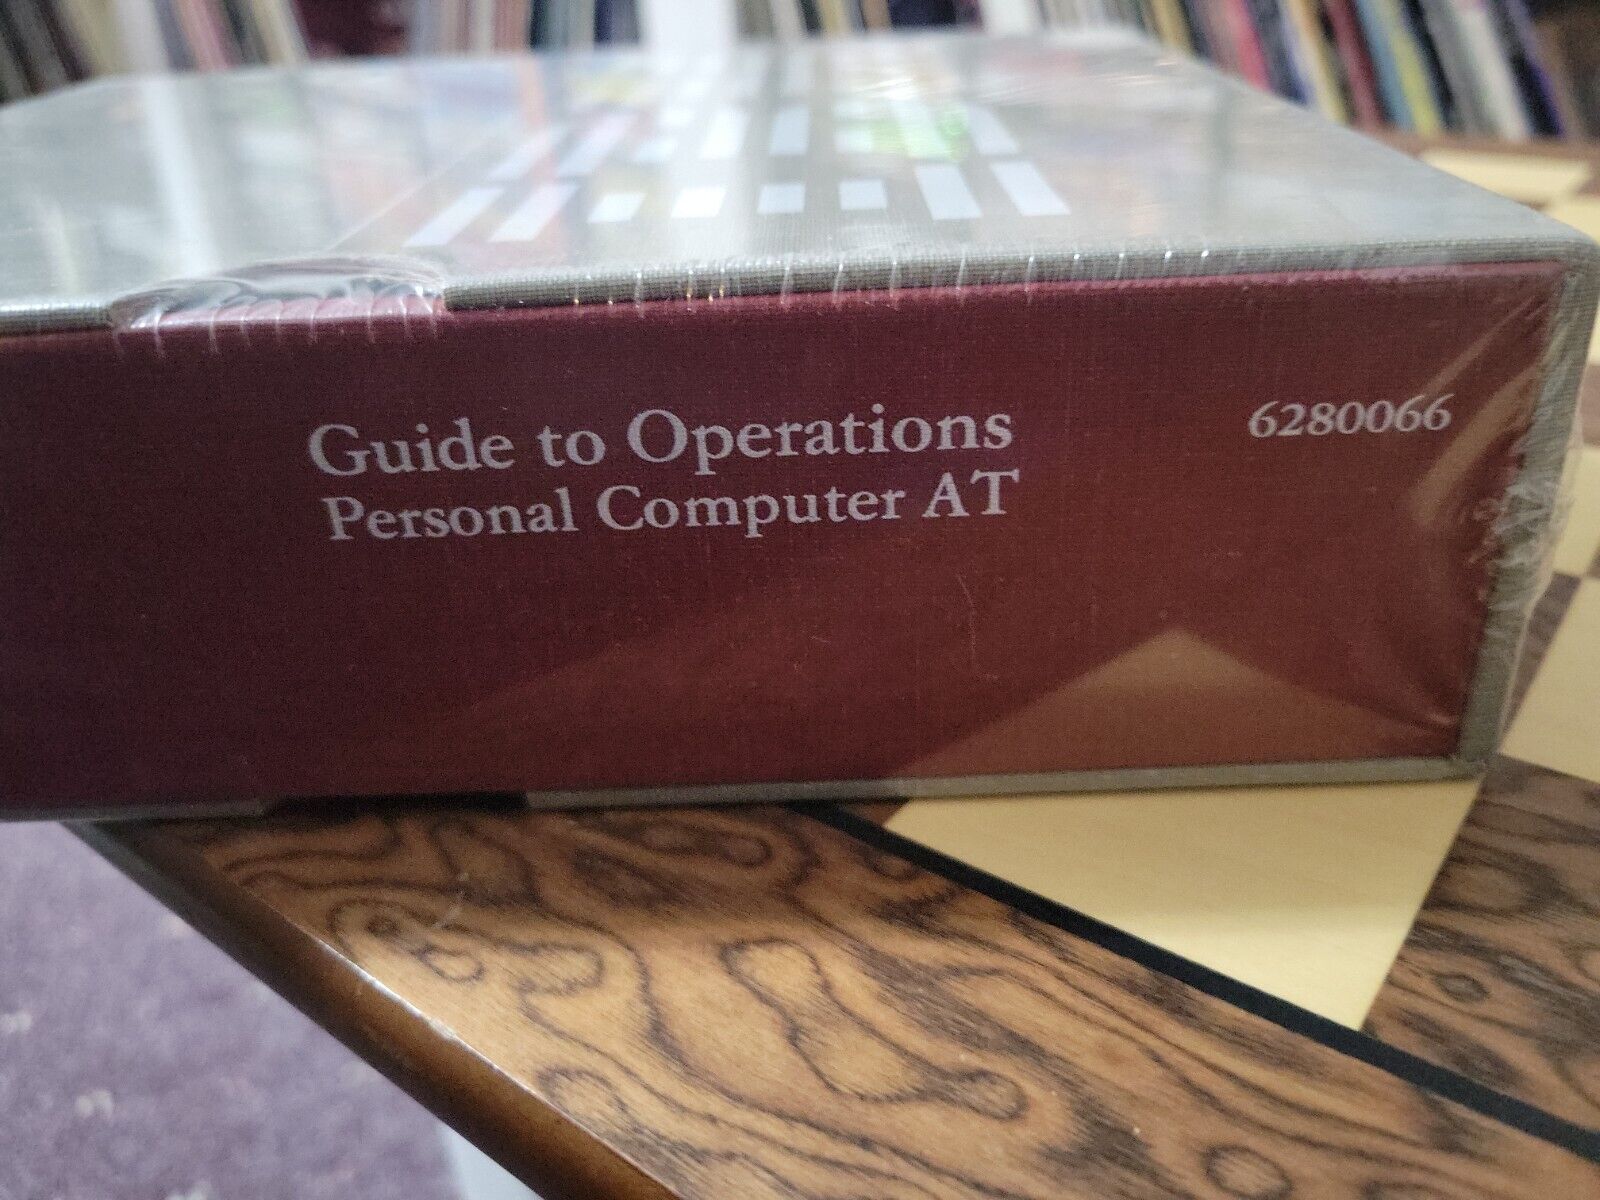 Guide to Operations
Personal Computer AT
6280066